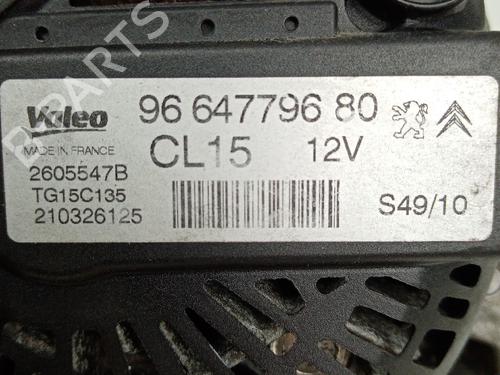 B-PARTS
Valeo
96 647796 80
MADE IN FRANCE
CL15 12V
2605547B
TG15C135
210326125
S49/10